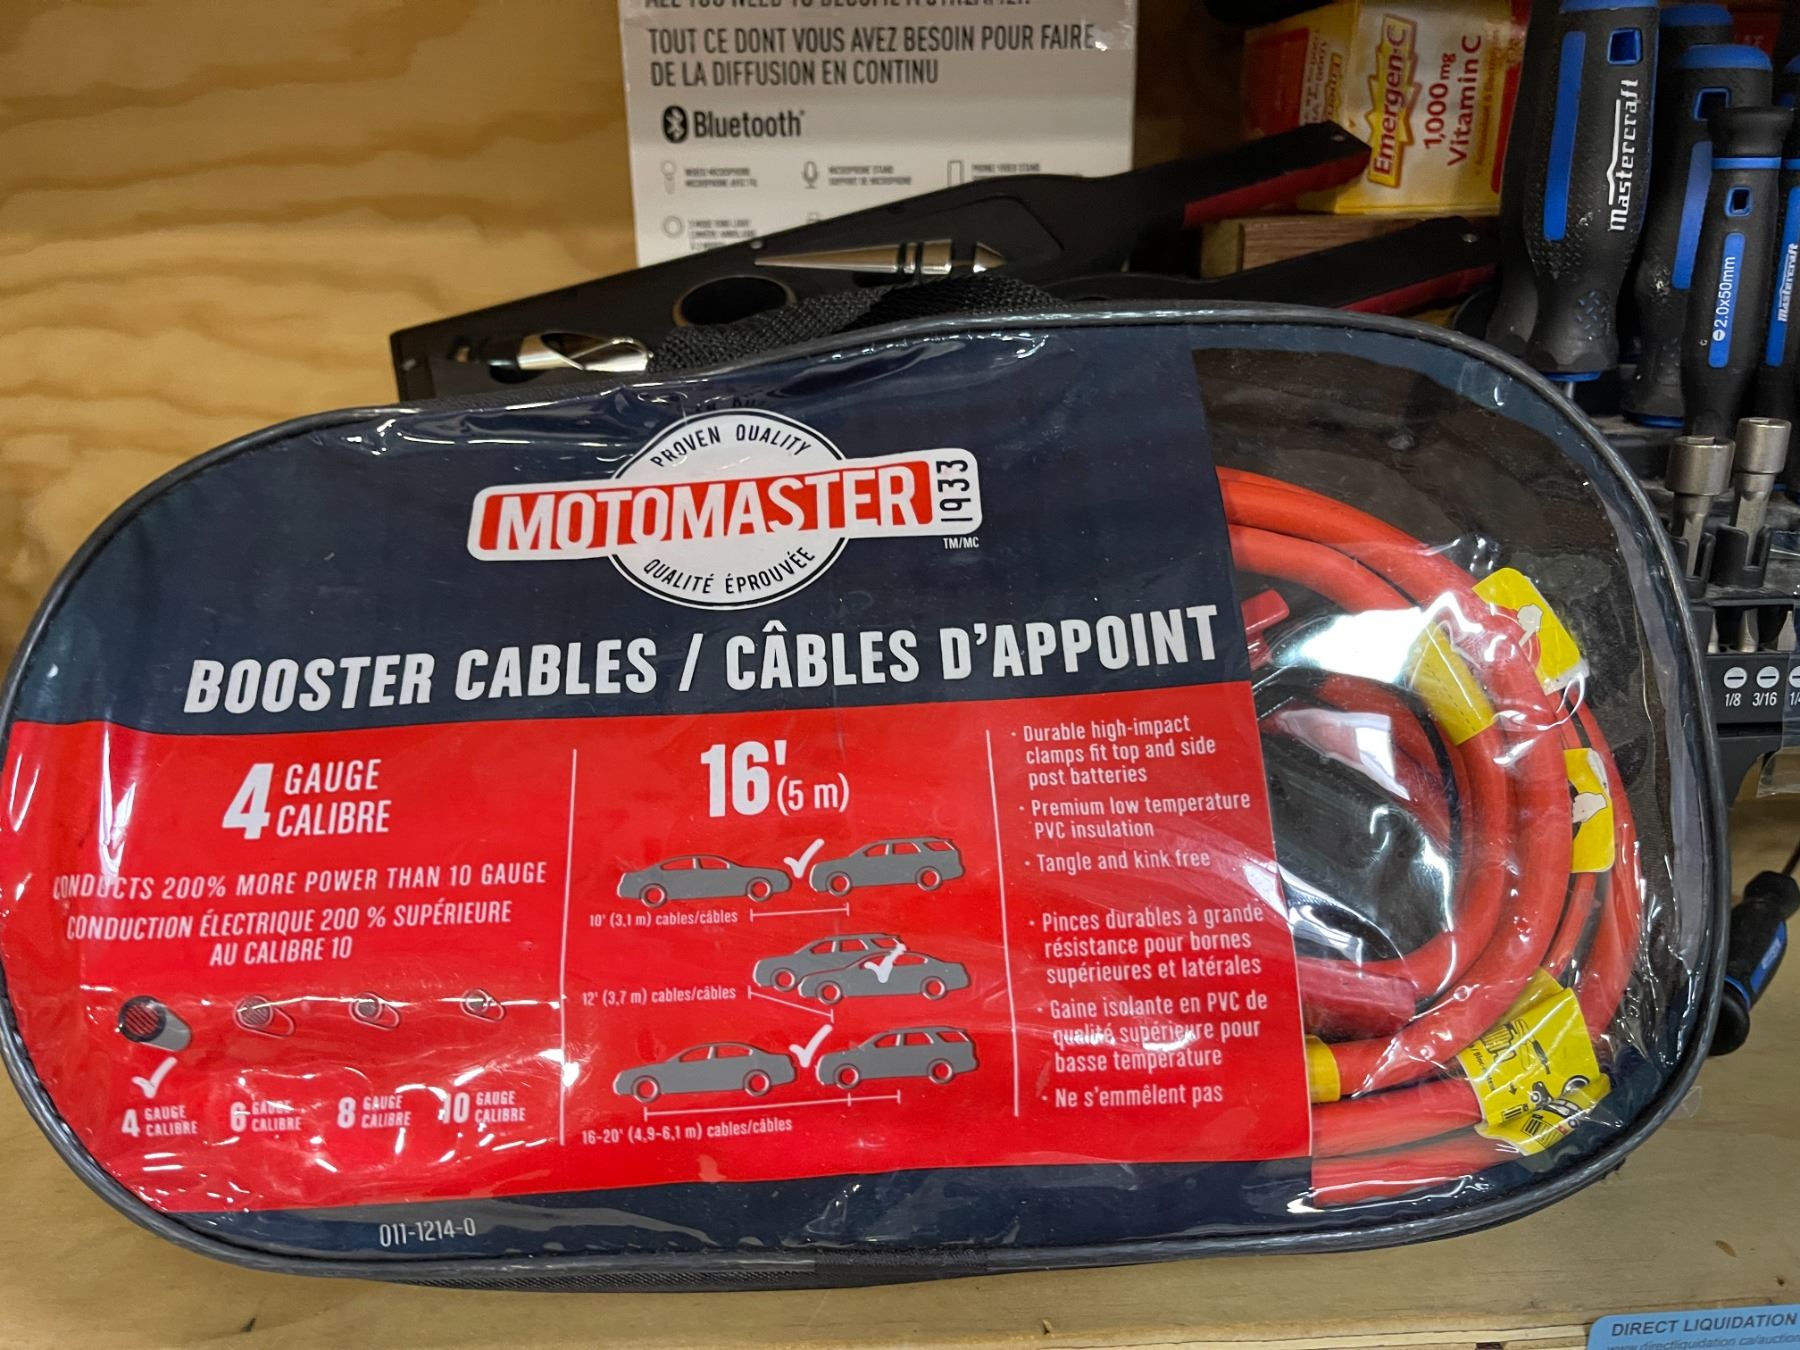 TOUT CE DONT VOUS AVEZ BESOIN POUR FAIRE
DE LA DIFFUSION EN CONTINU
Bluetooth
Emergen-C
1,000 mg
Vitamin C
Mastercraft
2.0x50mm
Mastercraft
1/8 3/16
PROVEN QUALITY
MOTOMASTER
1933
TM/MC
QUALITÉ ÉPROUVÉE
BOOSTER CABLES / CÂBLES D'APPOINT
4 GAUGE
CALIBRE
CONDUCTS 200% MORE POWER THAN 10 GAUGE
CONDUCTION ÉLECTRIQUE 200 % SUPÉRIEURE
AU CALIBRE 10
4 GAUGE CALIBRE
6 GAUGE CALIBRE
8 GAUGE CALIBRE
10 GAUGE CALIBRE
16' (5 m)
10' (3,1 m) cables/câbles
12' (3,7 m) cables/câbles
16-20' (4,9-6,1 m) cables/câbles
· Durable high-impact
clamps fit top and side
post batteries
· Premium low temperature
PVC insulation
· Tangle and kink free
· Pinces durables à grande
résistance pour bornes
supérieures et latérales
· Gaine isolante en PVC de
qualité supérieure pour
basse température
· Ne s'emmêlent pas
011-1214-0
DIRECT LIQUIDATION
www.directliquidation.ca/auction